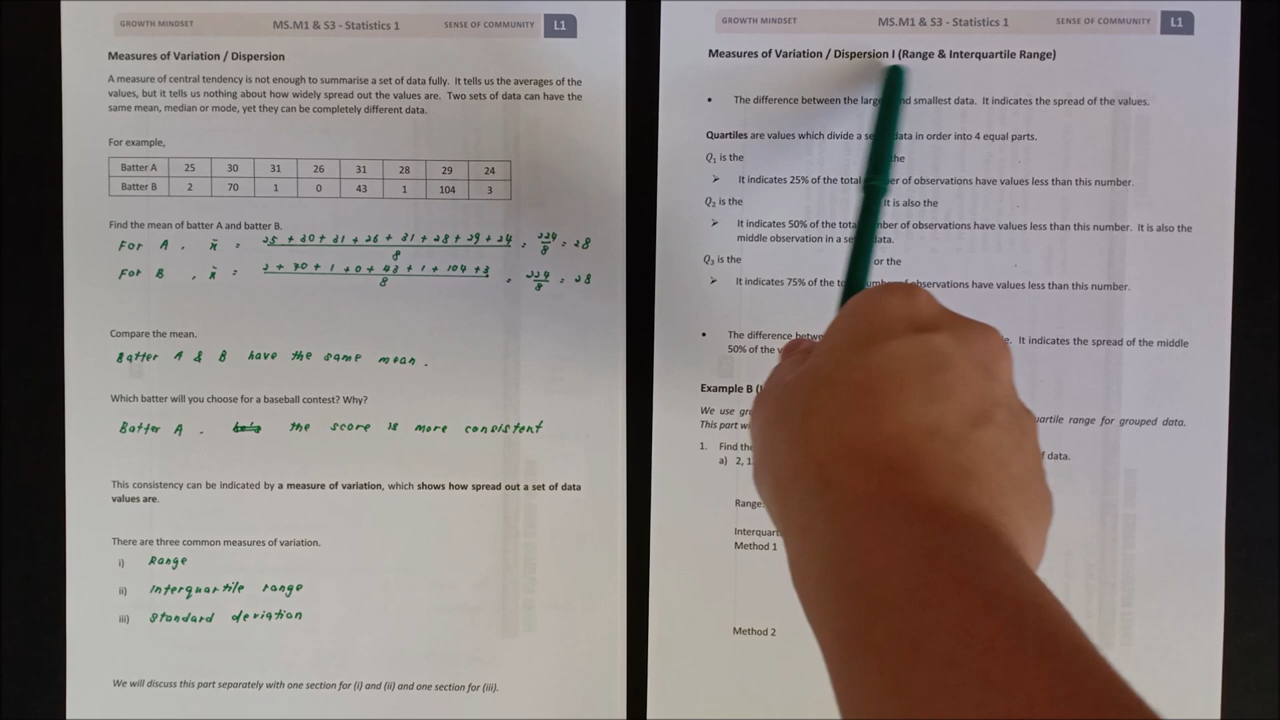 GROWTH MINDSET MS.M1 & S3 - Statistics 1 SENSE OF COMMUNITY L1
Measures of Variation / Dispersion
A measure of central tendency is not enough to summarise a set of data fully. It tells us the averages of the
values, but it tells us nothing about how widely spread out the values are. Two sets of data can have the
same mean, median or mode, yet they can be completely different data.
For example,
Batter A 25 30 31 26 31 28 29 24
Batter B 2 70 1 0 43 1 104 3
Find the mean of batter A and batter B.
For A, x̄ = 25 + 30 + 31 + 26 + 31 + 28 + 29 + 24 / 8 = 224/8 = 28
For B, x̄ = 2 + 70 + 1 + 0 + 43 + 1 + 104 + 3 / 8 = 224/8 = 28
Compare the mean.
Batter A & B have the same mean.
Which batter will you choose for a baseball contest? Why?
Batter A. the score is more consistent
This consistency can be indicated by a measure of variation, which shows how spread out a set of data
values are.
There are three common measures of variation.
i) Range
ii) Interquartile range
iii) Standard deviation
We will discuss this part separately with one section for (i) and (ii) and one section for (iii).
GROWTH MINDSET MS.M1 & S3 - Statistics 1 SENSE OF COMMUNITY L1
Measures of Variation / Dispersion I (Range & Interquartile Range)
• The difference between the nd smallest data. It indicates the spread of the values.
Quartiles are values which divide a data in order into 4 equal parts.
Q1 is the the
➢ It indicates 25% of the total er of observations have values less than this number.
Q2 is the It is also the
➢ It indicates 50% of the total number of observations have values less than this number. It is also the
middle observation in a data.
Q3 is the or the
➢ It indicates 75% of the observations have values less than this number.
• The difference It indicates the spread of the middle
50% of the
Example B
We use range for grouped data.
This part
1. Find the data.
a) 2,
Range:
Method 1
Method 2